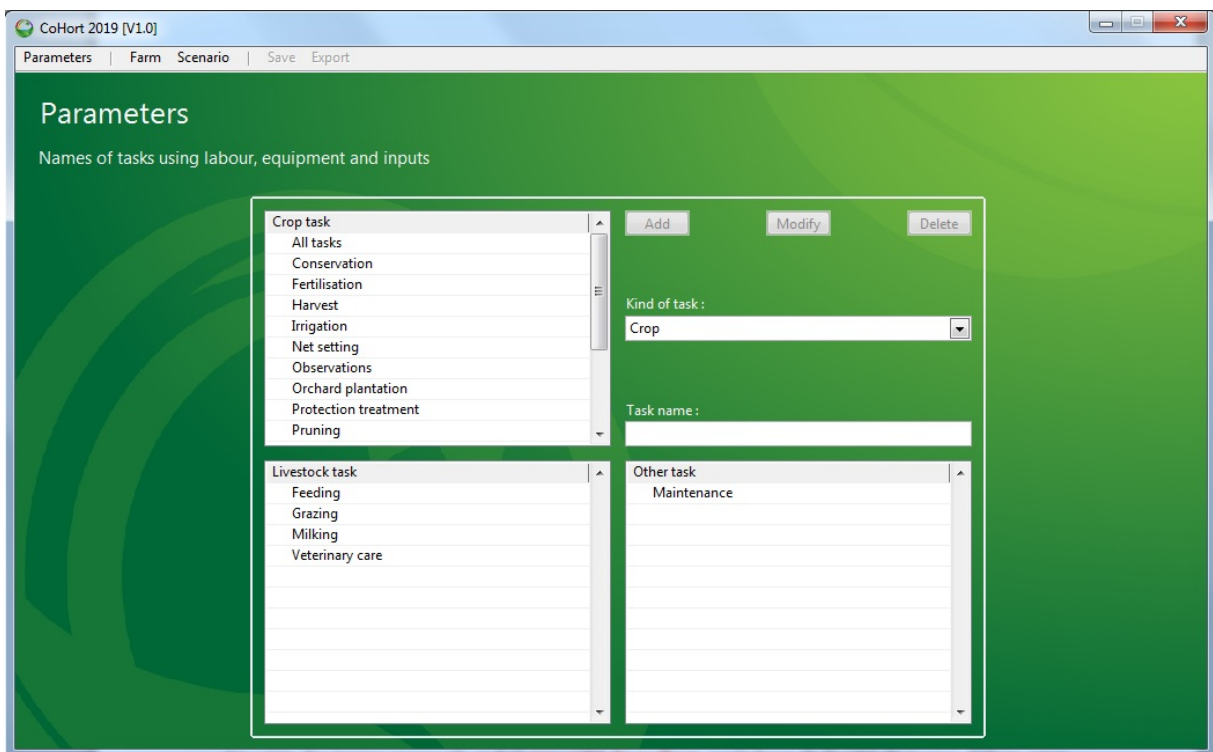 CoHort 2019 [V1.0]
Parameters | Farm Scenario | Save Export
Parameters
Names of tasks using labour, equipment and inputs
Crop task
All tasks
Conservation
Fertilisation
Harvest
Irrigation
Net setting
Observations
Orchard plantation
Protection treatment
Pruning
Add Modify Delete
Kind of task :
Crop
Task name :
Livestock task
Feeding
Grazing
Milking
Veterinary care
Other task
Maintenance